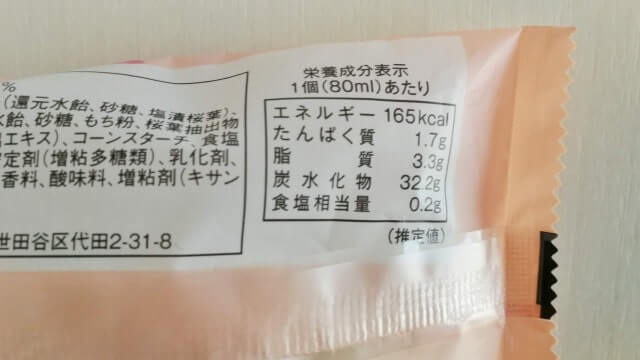 %
(還元水飴、砂糖、塩漬桜葉)、
水飴、砂糖、もち粉、桜葉抽出物
エキス)、コーンスターチ、食塩
定剤(増粘多糖類)、乳化剤、
香料、酸味料、増粘剤(キサン
世田谷区代田2-31-8
栄養成分表示
1個(80ml)あたり
エネルギー 165kcal
たんぱく質 1.7g
脂質 3.3g
炭水化物 32.2g
食塩相当量 0.2g
(推定値)